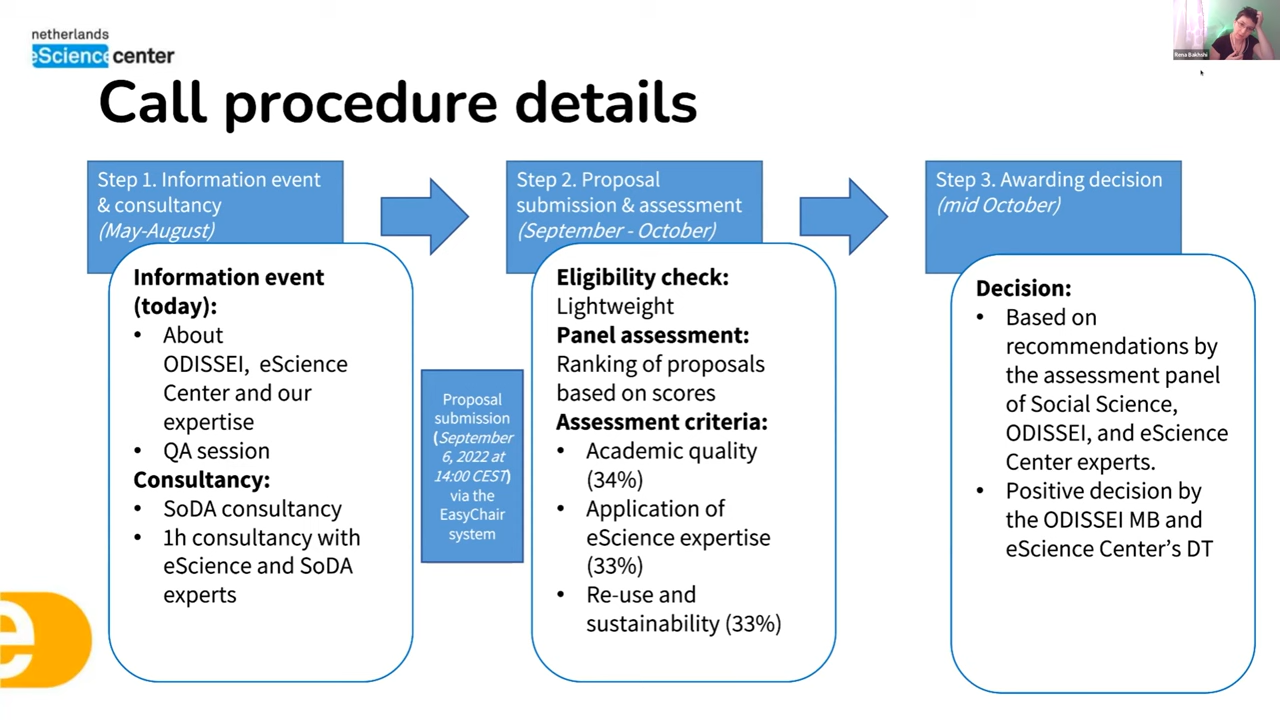 netherlands
eScience center
Call procedure details
Step 1. Information event
& consultancy
(May-August)
Information event
(today):
• About
ODISSEI, eScience
Center and our
expertise
• QA session
Consultancy:
• SoDA consultancy
• 1h consultancy with
eScience and SoDA
experts
Proposal
submission
(September
6, 2022 at
14:00 CEST)
via the
EasyChair
system
Step 2. Proposal
submission & assessment
(September - October)
Eligibility check:
Lightweight
Panel assessment:
Ranking of proposals
based on scores
Assessment criteria:
• Academic quality
(34%)
• Application of
eScience expertise
(33%)
• Re-use and
sustainability (33%)
Step 3. Awarding decision
(mid October)
Decision:
• Based on
recommendations by
the assessment panel
of Social Science,
ODISSEI, and eScience
Center experts.
• Positive decision by
the ODISSEI MB and
eScience Center's DT
e
Rena Bakhshi